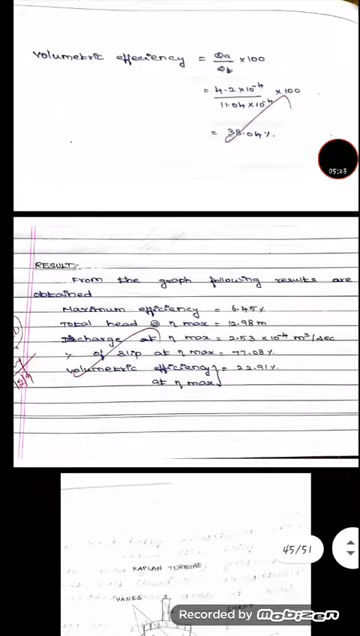 Volumetric effeciency = Qa/Qt × 100
= 4.2 × 10⁻⁴ / 11.04 × 10⁻⁴ × 100
= 38.04 %
05:23
RESULT:-
From the graph following results are
obtained
Maximum efficiency = 6.45%
Total head @ η max = 12.98 m
Discharge at η max = 2.53 × 10⁻⁴ m³/sec
% of slip at η max = 77.08%
Volumetric efficiency = 22.91%
at η max
45/51
KAPLAN TURBINE
VANES
Recorded by Mobizen